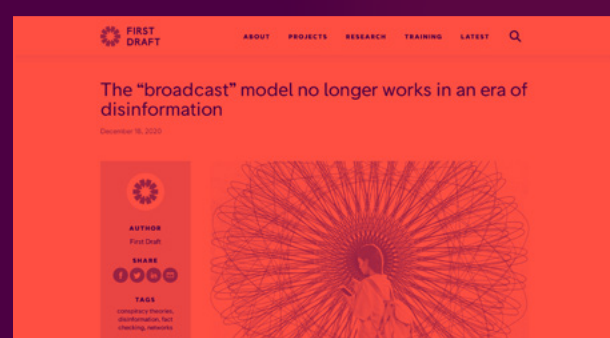 FIRST
DRAFT
ABOUT PROJECTS RESEARCH TRAINING LATEST
The “broadcast” model no longer works in an era of
disinformation
December 18, 2020
AUTHOR
First Draft
SHARE
TAGS
conspiracy theories,
disinformation, fact
checking, networks